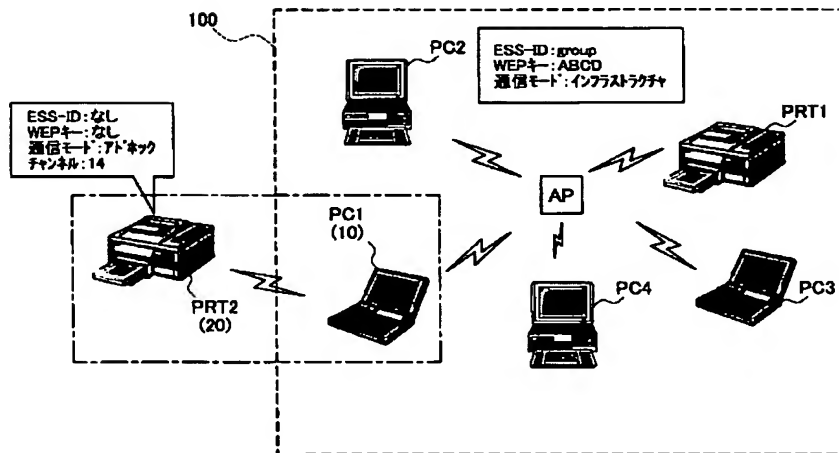 100
PC2
ESS-ID:group
WEPキー:ABCD
通信モード:インフラストラクチャ
PRT1
ESS-ID:なし
WEPキー:なし
通信モード:アドホック
チャンネル:14
AP
PC1
(10)
PRT2
(20)
PC4
PC3